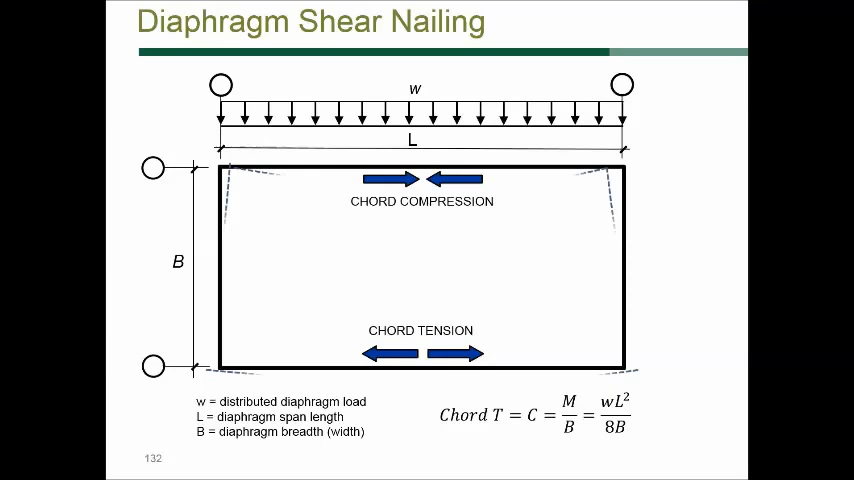 Diaphragm Shear Nailing
w
L
CHORD COMPRESSION
B
CHORD TENSION
w = distributed diaphragm load
L = diaphragm span length
B = diaphragm breadth (width)
Chord T = C = M/B = wL²/8B
132